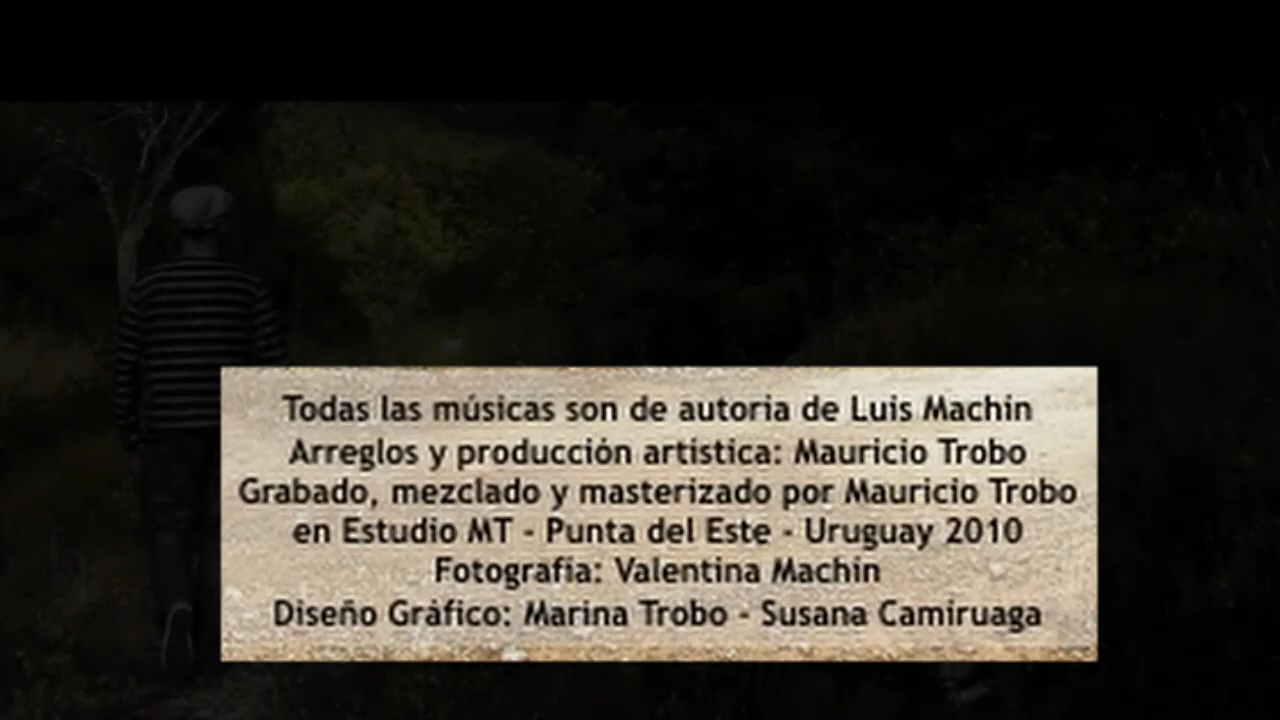 Todas las músicas son de autoria de Luis Machin
Arreglos y producción artistica: Mauricio Trobo
Grabado, mezclado y masterizado por Mauricio Trobo
en Estudio MT - Punta del Este - Uruguay 2010
Fotografia: Valentina Machin
Diseño Gráfico: Marina Trobo - Susana Camiruaga